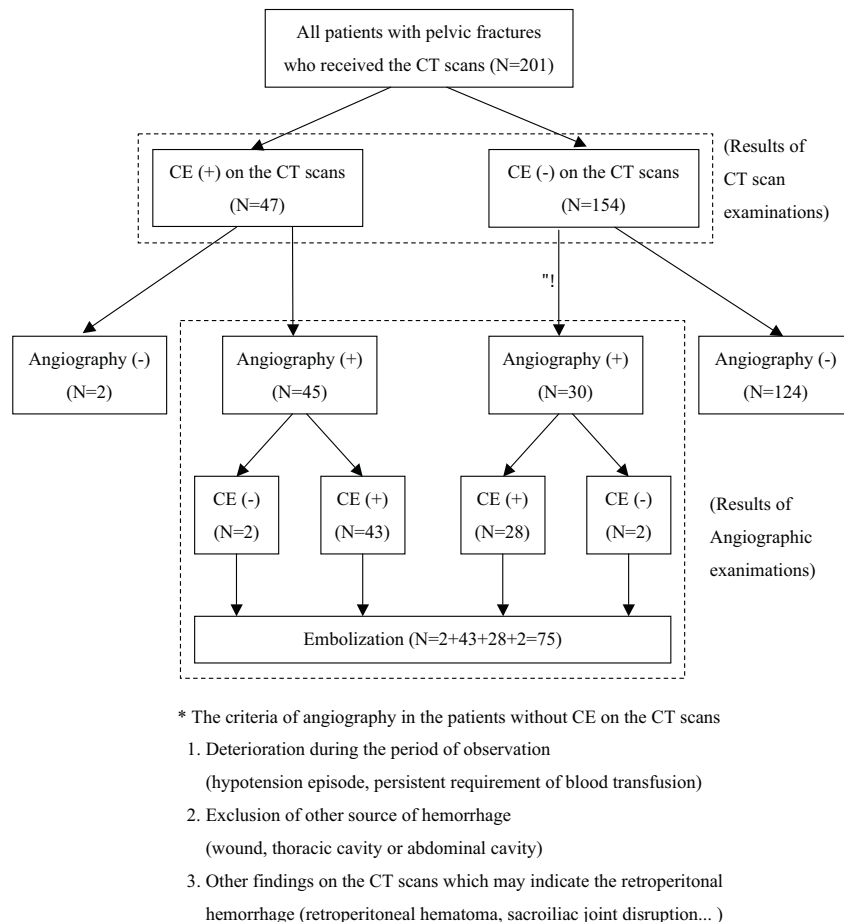 All patients with pelvic fractures
who received the CT scans (N=201)
CE (+) on the CT scans
(N=47)
CE (-) on the CT scans
(N=154)
(Results of
CT scan
examinations)
"!
Angiography (-)
(N=2)
Angiography (+)
(N=45)
Angiography (+)
(N=30)
Angiography (-)
(N=124)
CE (-)
(N=2)
CE (+)
(N=43)
CE (+)
(N=28)
CE (-)
(N=2)
(Results of
Angiographic
exanimations)
Embolization (N=2+43+28+2=75)
* The criteria of angiography in the patients without CE on the CT scans
1. Deterioration during the period of observation
(hypotension episode, persistent requirement of blood transfusion)
2. Exclusion of other source of hemorrhage
(wound, thoracic cavity or abdominal cavity)
3. Other findings on the CT scans which may indicate the retroperitonal
hemorrhage (retroperitoneal hematoma, sacroiliac joint disruption... )